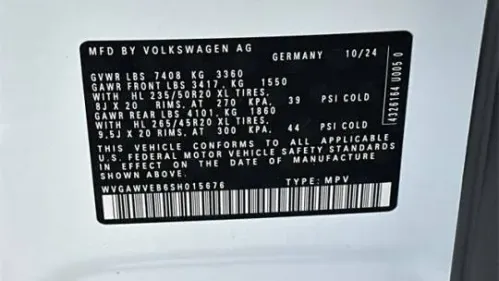 MFD BY VOLKSWAGEN AG
GERMANY 10/24
GVWR LBS 7408 KG 3360
GAWR FRONT LBS 3417 KG 1550
WITH HL 235/50R20 XL TIRES,
8J X 20 RIMS, AT 270 KPA, 39 PSI COLD
GAWR REAR LBS 4101 KG 1860
WITH HL 265/45R20 XL TIRES,
9.5J X 20 RIMS, AT 300 KPA, 44 PSI COLD
THIS VEHICLE CONFORMS TO ALL APPLICABLE
U.S. FEDERAL MOTOR VEHICLE SAFETY STANDARDS
IN EFFECT ON THE DATE OF MANUFACTURE
SHOWN ABOVE.
WVGAWVEB6SH015676 TYPE: MPV
4326164 U005 0